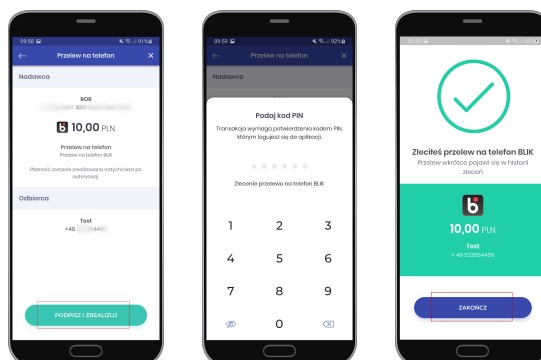 09:58 91%
Przelew na telefon
Nadawca
ROR
10,00 PLN
Przelew na telefon
Przelew na telefon BLIK
Płatność zostanie zrealizowana natychmiast po
autoryzacji
Odbiorca
Test
+48
PODPISZ I ZREALIZUJ
09:59 92%
Przelew na telefon
Nadawca
Podaj kod PIN
Transakcja wymaga potwierdzenia kodem PIN,
którym logujesz się do aplikacji.
Zlecenie przelewu na telefon BLIK
1 2 3
4 5 6
7 8 9
0
Zleciłeś przelew na telefon BLIK
Przelew wkrótce pojawi się w historii
zleceń
10,00 PLN
Test
ZAKOŃCZ